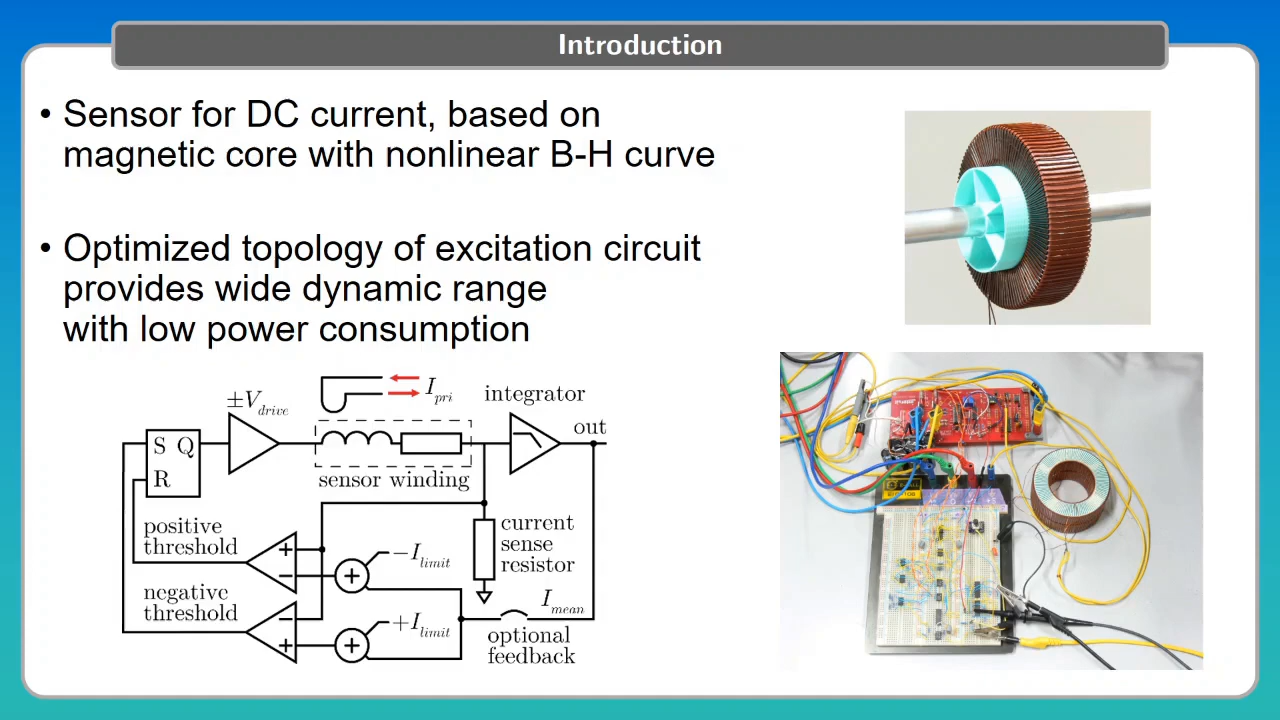 Introduction
• Sensor for DC current, based on
magnetic core with nonlinear B-H curve
• Optimized topology of excitation circuit
provides wide dynamic range
with low power consumption
±V_drive
I_pri
integrator
out
S Q
R
sensor winding
positive
threshold
negative
threshold
+
−
−
+
+
+
−I_limit
+I_limit
current
sense
resistor
I_mean
optional
feedback